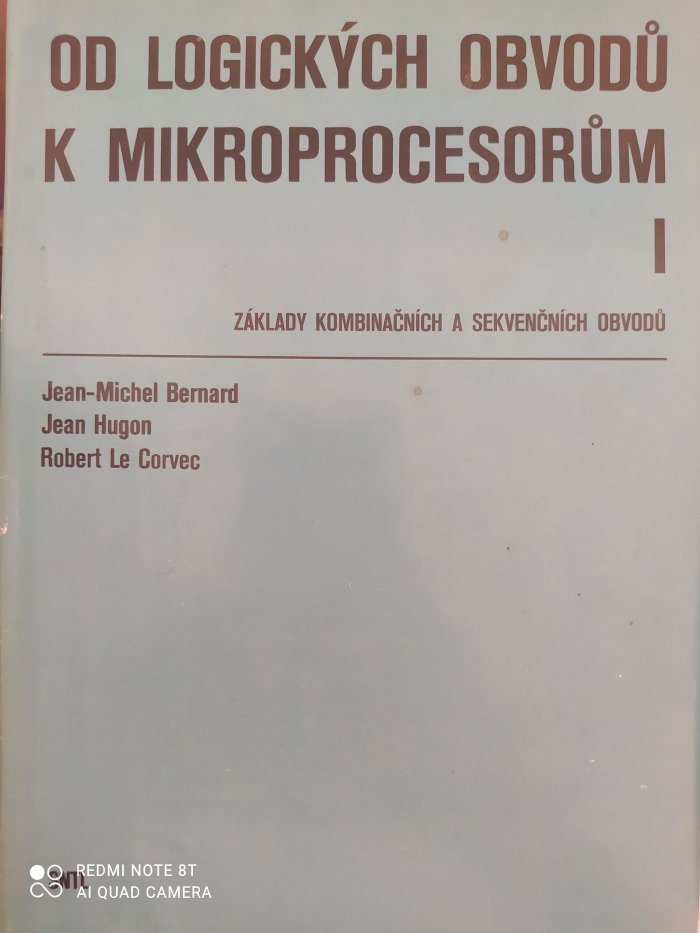 OD LOGICKÝCH OBVODŮ
K MIKROPROCESORŮM
I
ZÁKLADY KOMBINAČNÍCH A SEKVENČNÍCH OBVODŮ
Jean-Michel Bernard
Jean Hugon
Robert Le Corvec
SNTL
REDMI NOTE 8T
AI QUAD CAMERA